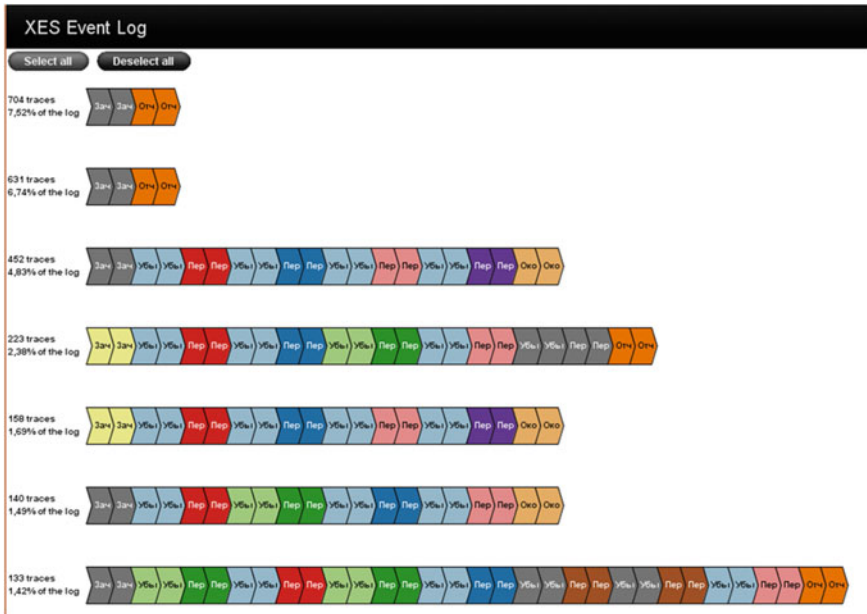 XES Event Log
Select all Deselect all
704 traces
7,52% of the log
Зач Зач Отч Отч
631 traces
6,74% of the log
Зач Зач Отч Отч
452 traces
4,83% of the log
Зач Зач Убы Убы Пер Пер Убы Убы Пер Пер Убы Убы Пер Пер Убы Убы Пер Пер Око Око
223 traces
2,38% of the log
Зач Зач Убы Убы Пер Пер Убы Убы Пер Пер Убы Убы Пер Пер Убы Убы Пер Пер Убы Убы Пер Пер Отч Отч
158 traces
1,69% of the log
Зач Зач Убы Убы Пер Пер Убы Убы Пер Пер Убы Убы Пер Пер Убы Убы Пер Пер Око Око
140 traces
1,49% of the log
Зач Зач Убы Убы Пер Пер Убы Убы Пер Пер Убы Убы Пер Пер Убы Убы Пер Пер Око Око
133 traces
1,42% of the log
Зач Зач Убы Убы Пер Пер Убы Убы Пер Пер Убы Убы Пер Пер Убы Убы Пер Пер Убы Убы Пер Пер Убы Убы Пер Пер Убы Убы Пер Пер Отч Отч